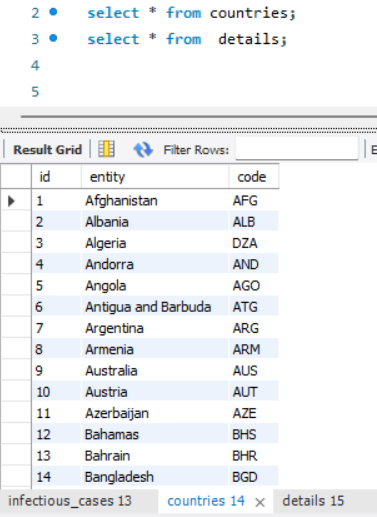 2 select * from countries;
3 select * from  details;
4
5
Result Grid Filter Rows: E
id entity code
1 Afghanistan AFG
2 Albania ALB
3 Algeria DZA
4 Andorra AND
5 Angola AGO
6 Antigua and Barbuda ATG
7 Argentina ARG
8 Armenia ARM
9 Australia AUS
10 Austria AUT
11 Azerbaijan AZE
12 Bahamas BHS
13 Bahrain BHR
14 Bangladesh BGD
infectious_cases 13 countries 14 × details 15